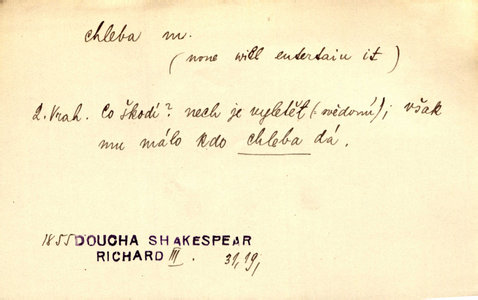 chleba m.
(none will entertain it)
2. Vrah. Co škodí? nech je vyletět (: svědomí); však
mu málo kdo chleba dá.
1855 DOUCHA SHAKESPEAR
RICHARD III. 31,19,